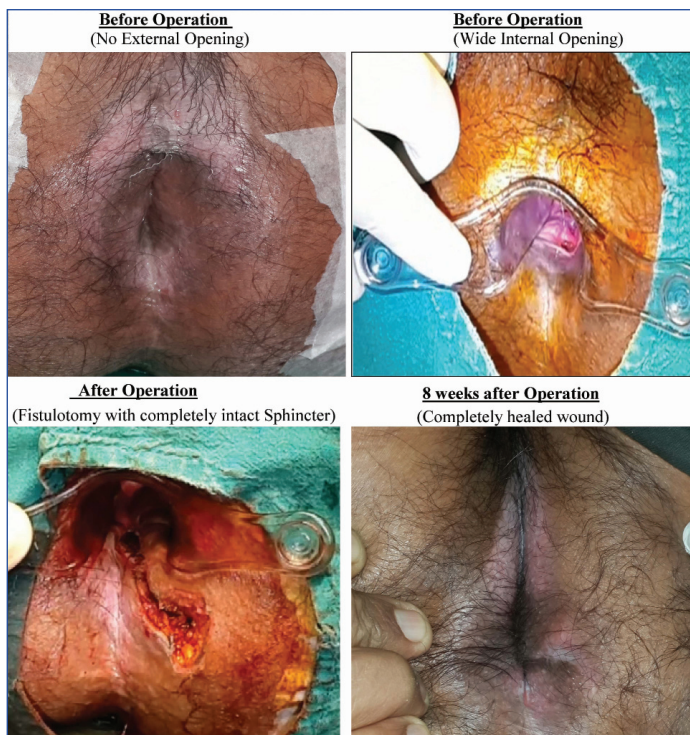 Before Operation
(No External Opening)
Before Operation
(Wide Internal Opening)
After Operation
(Fistulotomy with completely intact Sphincter)
8 weeks after Operation
(Completely healed wound)